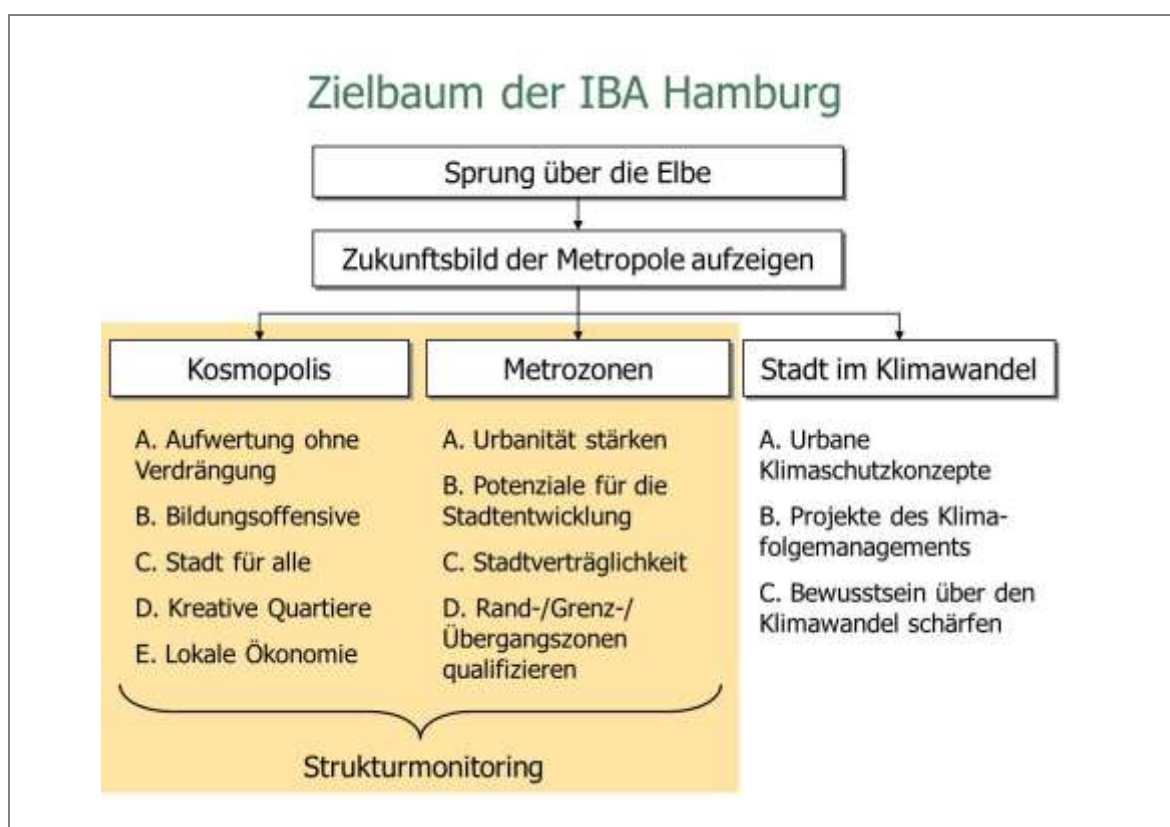 Zielbaum der IBA Hamburg
Sprung über die Elbe
Zukunftsbild der Metropole aufzeigen
Kosmopolis
A. Aufwertung ohne
Verdrängung
B. Bildungsoffensive
C. Stadt für alle
D. Kreative Quartiere
E. Lokale Ökonomie
Metrozonen
A. Urbanität stärken
B. Potenziale für die
Stadtentwicklung
C. Stadtverträglichkeit
D. Rand-/Grenz-/
Übergangszonen
qualifizieren
Stadt im Klimawandel
A. Urbane
Klimaschutzkonzepte
B. Projekte des Klima-
folgemanagements
C. Bewusstsein über den
Klimawandel schärfen
Strukturmonitoring